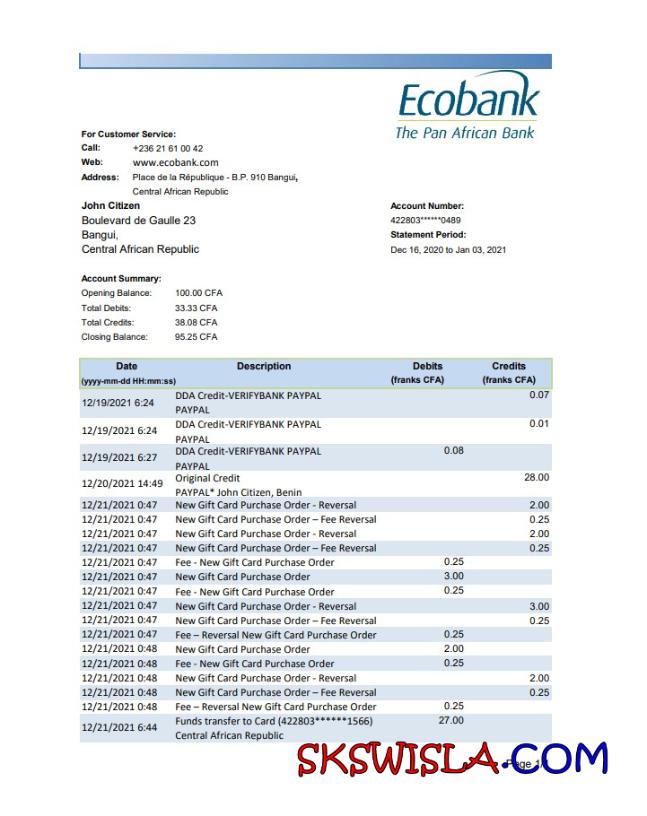 Ecobank
The Pan African Bank
For Customer Service:
Call: +236 21 61 00 42
Web: www.ecobank.com
Address: Place de la République - B.P. 910 Bangui,
Central African Republic
John Citizen
Boulevard de Gaulle 23
Bangui,
Central African Republic
Account Number:
422803******0489
Statement Period:
Dec 16, 2020 to Jan 03, 2021
Account Summary:
Opening Balance: 100.00 CFA
Total Debits: 33.33 CFA
Total Credits: 38.08 CFA
Closing Balance: 95.25 CFA
Date Description Debits Credits
(yyyy-mm-dd HH:mm:ss) (franks CFA) (franks CFA)
12/19/2021 6:24 DDA Credit-VERIFYBANK PAYPAL 0.07
PAYPAL
12/19/2021 6:24 DDA Credit-VERIFYBANK PAYPAL 0.01
PAYPAL
12/19/2021 6:27 DDA Credit-VERIFYBANK PAYPAL 0.08
PAYPAL
12/20/2021 14:49 Original Credit 28.00
PAYPAL* John Citizen, Benin
12/21/2021 0:47 New Gift Card Purchase Order - Reversal 2.00
12/21/2021 0:47 New Gift Card Purchase Order – Fee Reversal 0.25
12/21/2021 0:47 New Gift Card Purchase Order - Reversal 2.00
12/21/2021 0:47 New Gift Card Purchase Order – Fee Reversal 0.25
12/21/2021 0:47 Fee - New Gift Card Purchase Order 0.25
12/21/2021 0:47 New Gift Card Purchase Order 3.00
12/21/2021 0:47 Fee - New Gift Card Purchase Order 0.25
12/21/2021 0:47 New Gift Card Purchase Order - Reversal 3.00
12/21/2021 0:47 New Gift Card Purchase Order – Fee Reversal 0.25
12/21/2021 0:47 Fee – Reversal New Gift Card Purchase Order 0.25
12/21/2021 0:48 New Gift Card Purchase Order 2.00
12/21/2021 0:48 Fee - New Gift Card Purchase Order 0.25
12/21/2021 0:48 New Gift Card Purchase Order - Reversal 2.00
12/21/2021 0:48 New Gift Card Purchase Order – Fee Reversal 0.25
12/21/2021 0:48 Fee – Reversal New Gift Card Purchase Order 0.25
12/21/2021 6:44 Funds transfer to Card (422803******1566) 27.00
Central African Republic
SKSWISLA.COM
Page 1/